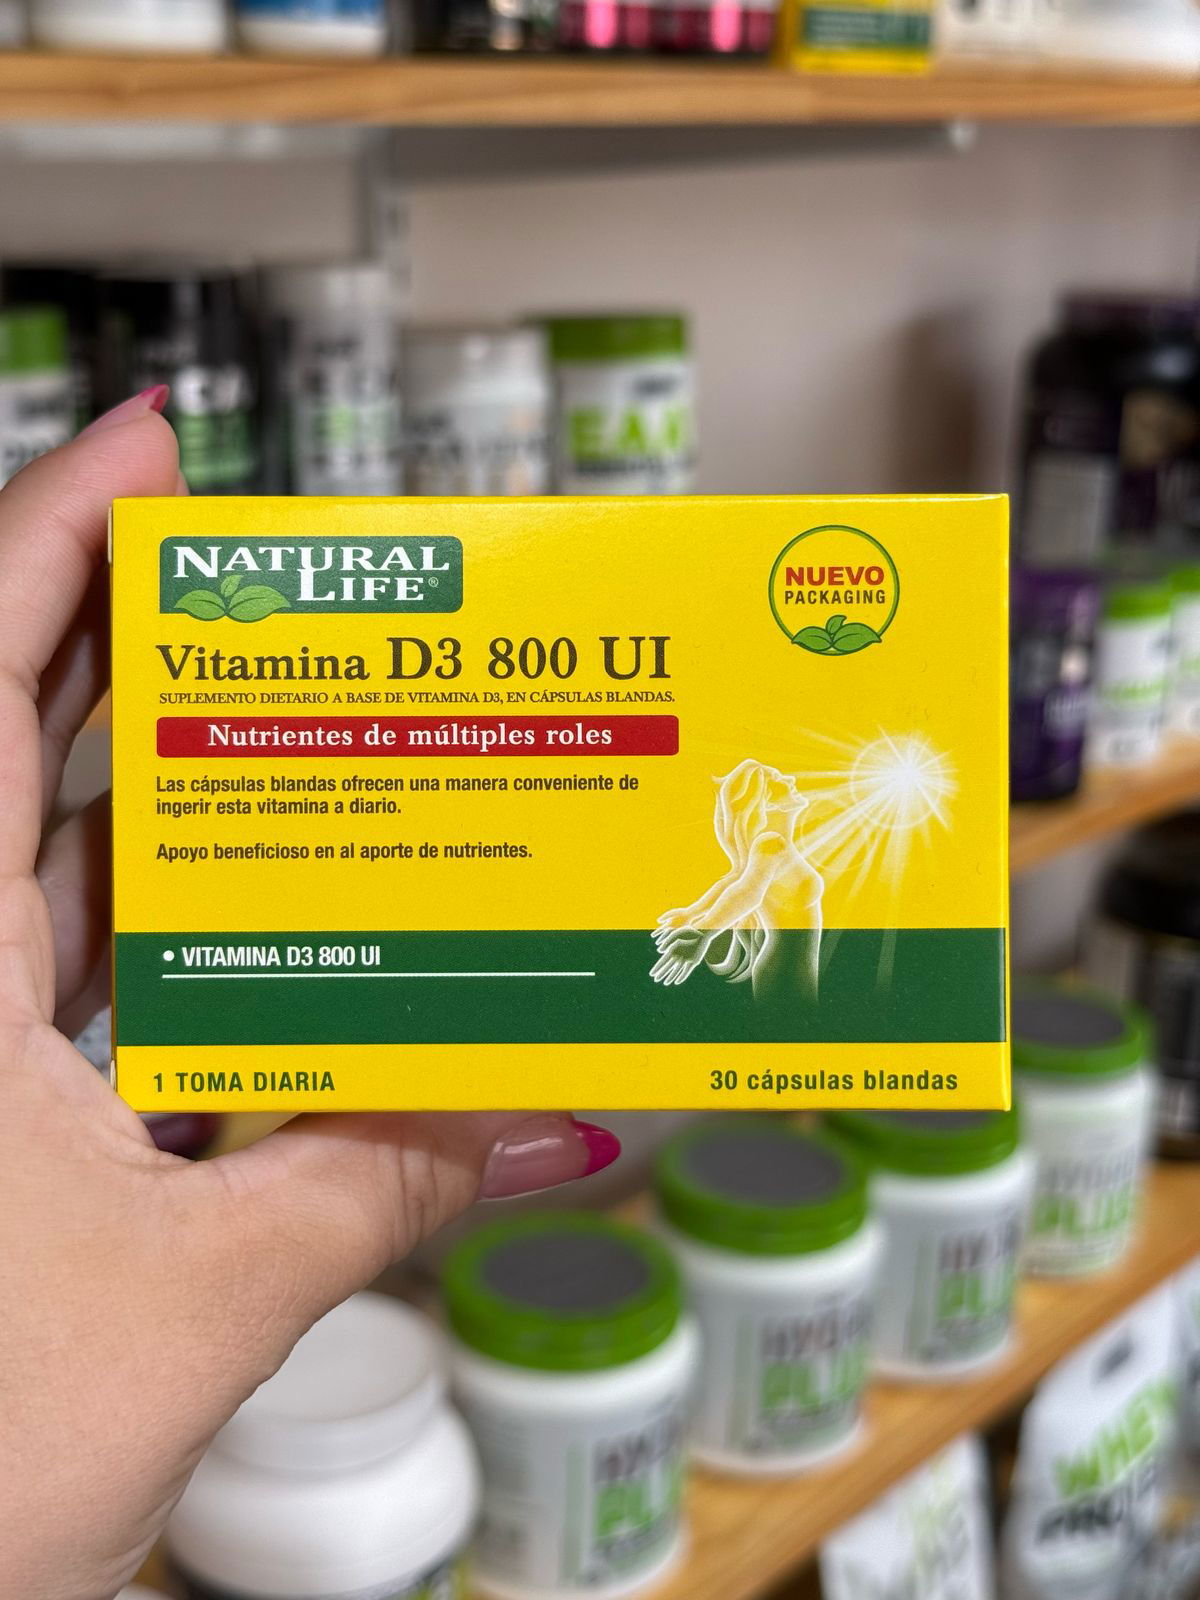 NATURAL
LIFE®
NUEVO
PACKAGING
Vitamina D3 800 UI
SUPLEMENTO DIETARIO A BASE DE VITAMINA D3, EN CÁPSULAS BLANDAS.
Nutrientes de múltiples roles
Las cápsulas blandas ofrecen una manera conveniente de
ingerir esta vitamina a diario.
Apoyo beneficioso en al aporte de nutrientes.
• VITAMINA D3 800 UI
1 TOMA DIARIA
30 cápsulas blandas
PLUS
WHEY